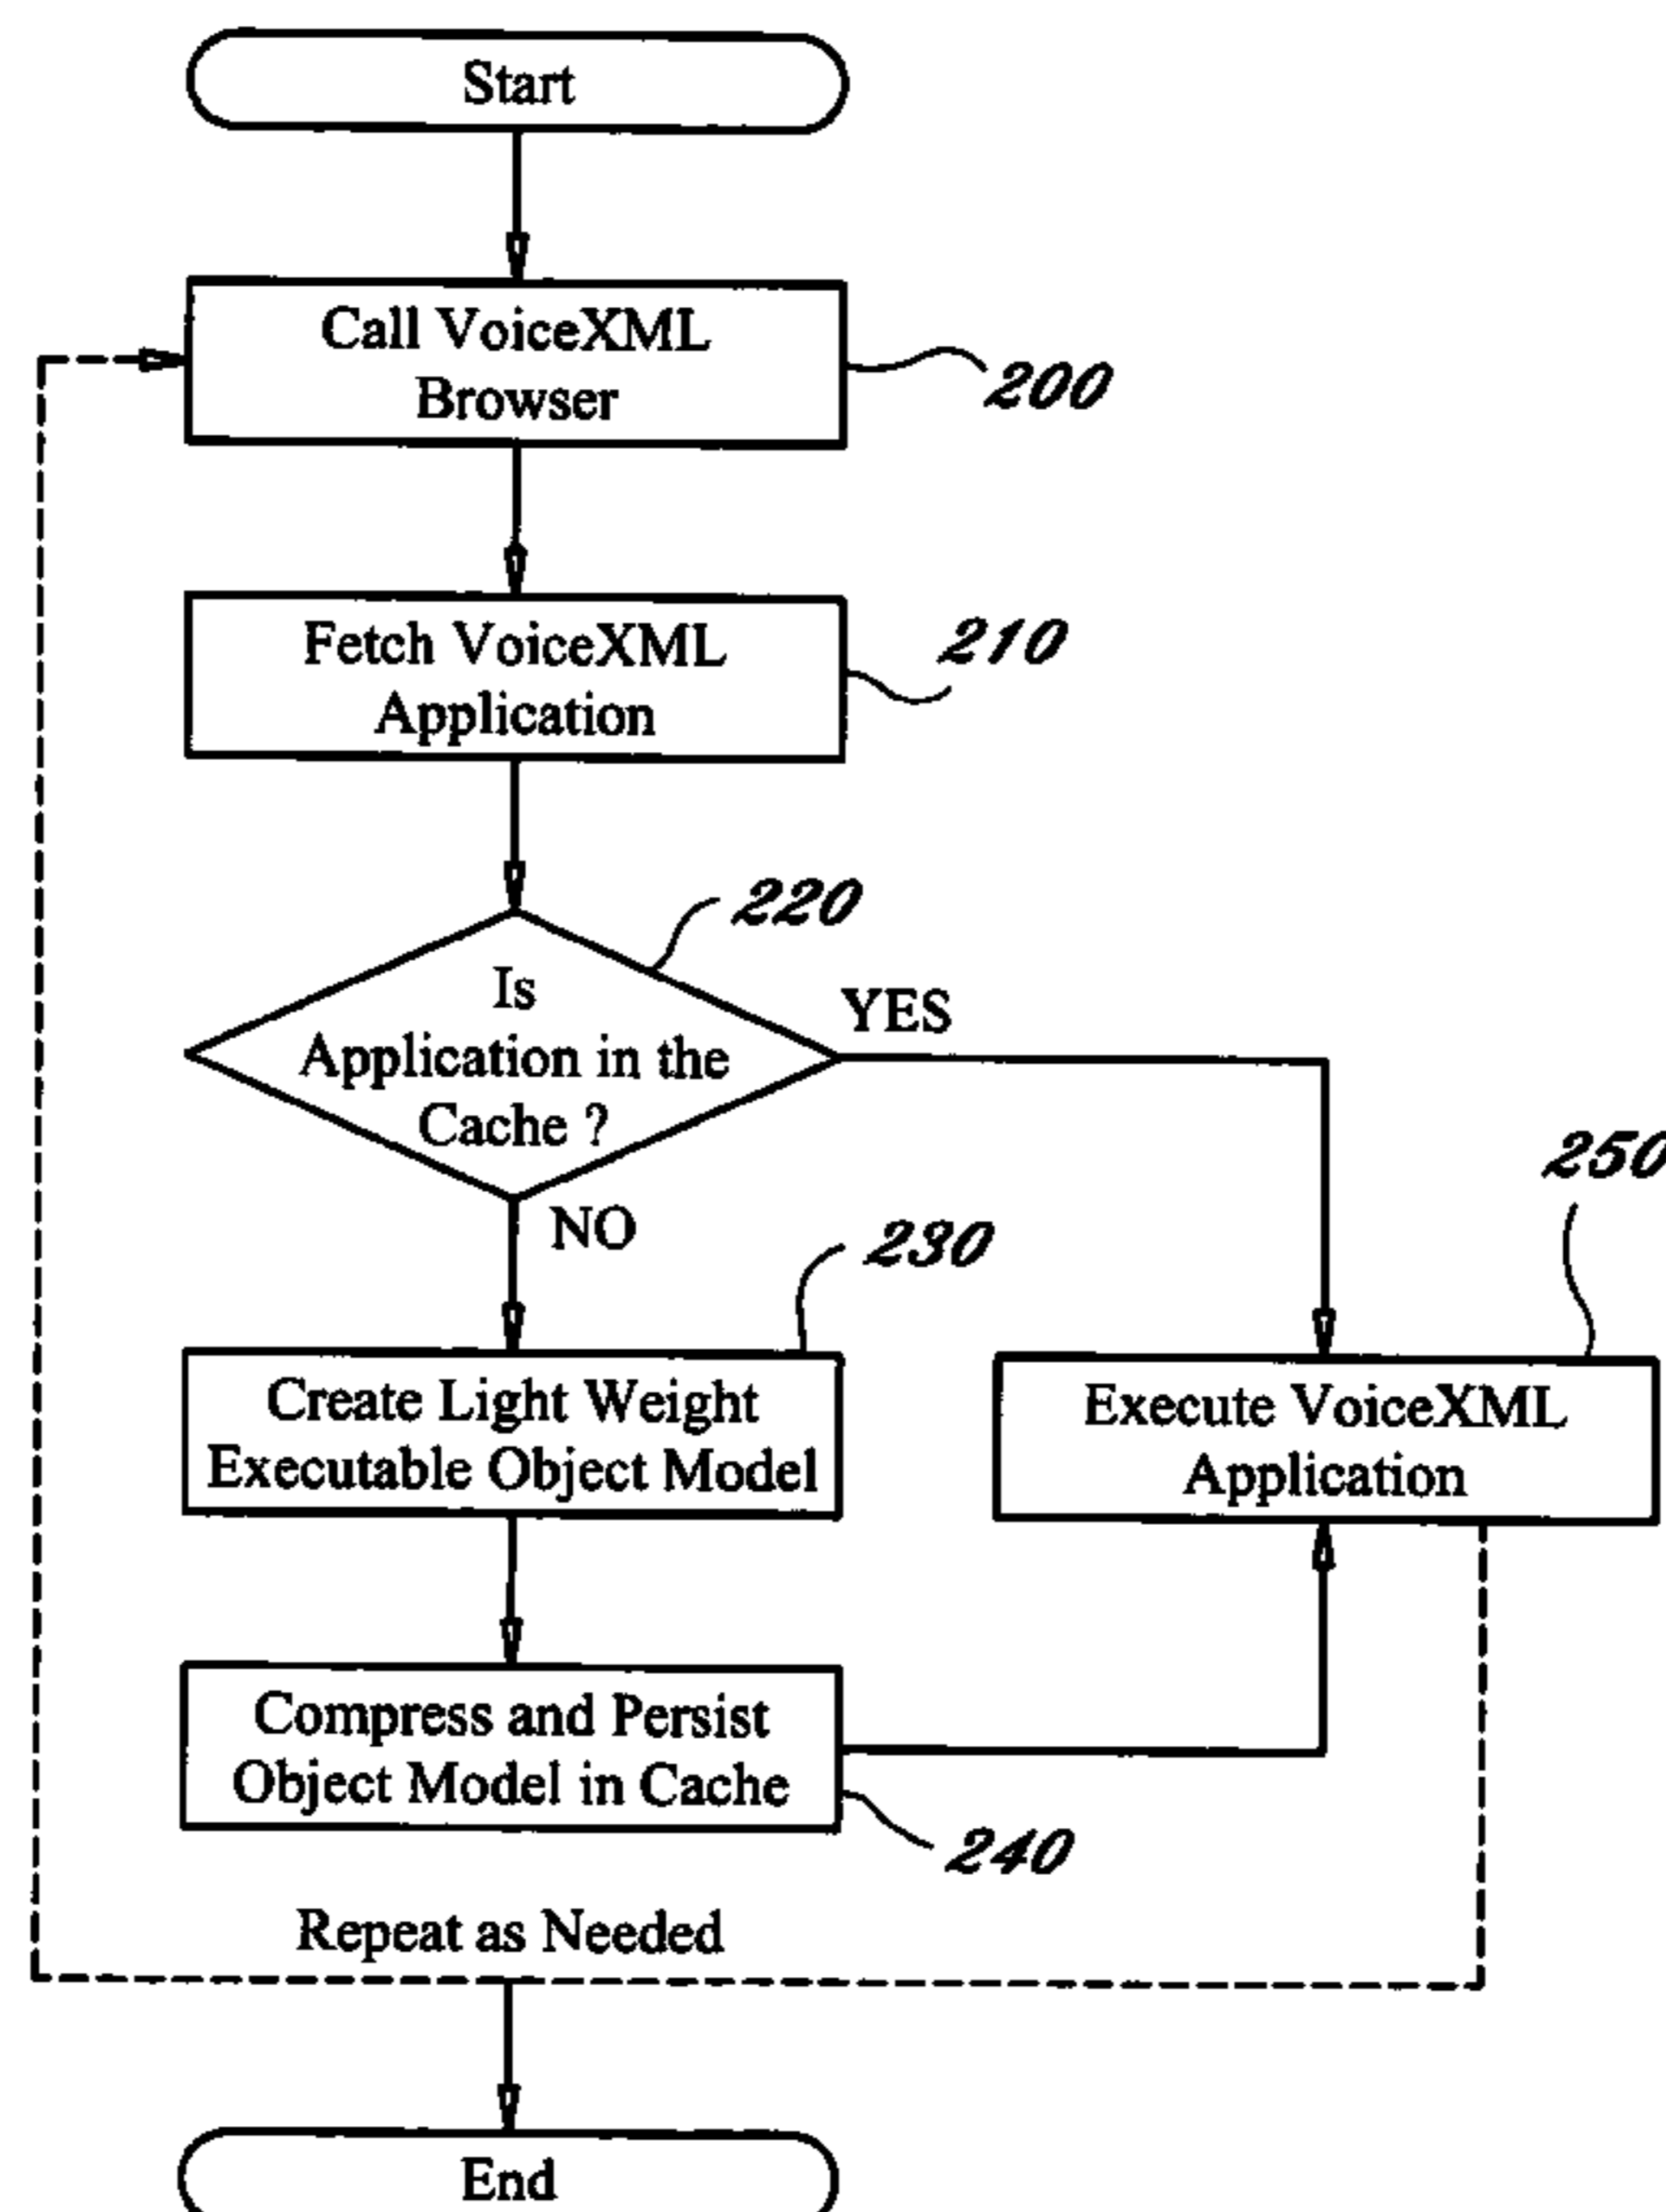 Start
Call VoiceXML
Browser
200
Fetch VoiceXML
Application
210
220
Is
Application in the
Cache ?
YES
NO
230
250
Create Light Weight
Executable Object Model
Execute VoiceXML
Application
Compress and Persist
Object Model in Cache
240
Repeat as Needed
End